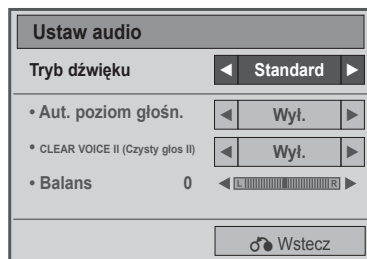 Ustaw audio
Tryb dźwięku ◄ Standard ►
• Aut. poziom głośn. ◄ Wył. ►
• CLEAR VOICE II (Czysty głos II) ◄ Wył. ►
• Balans 0 ◄ L R ►
Wstecz